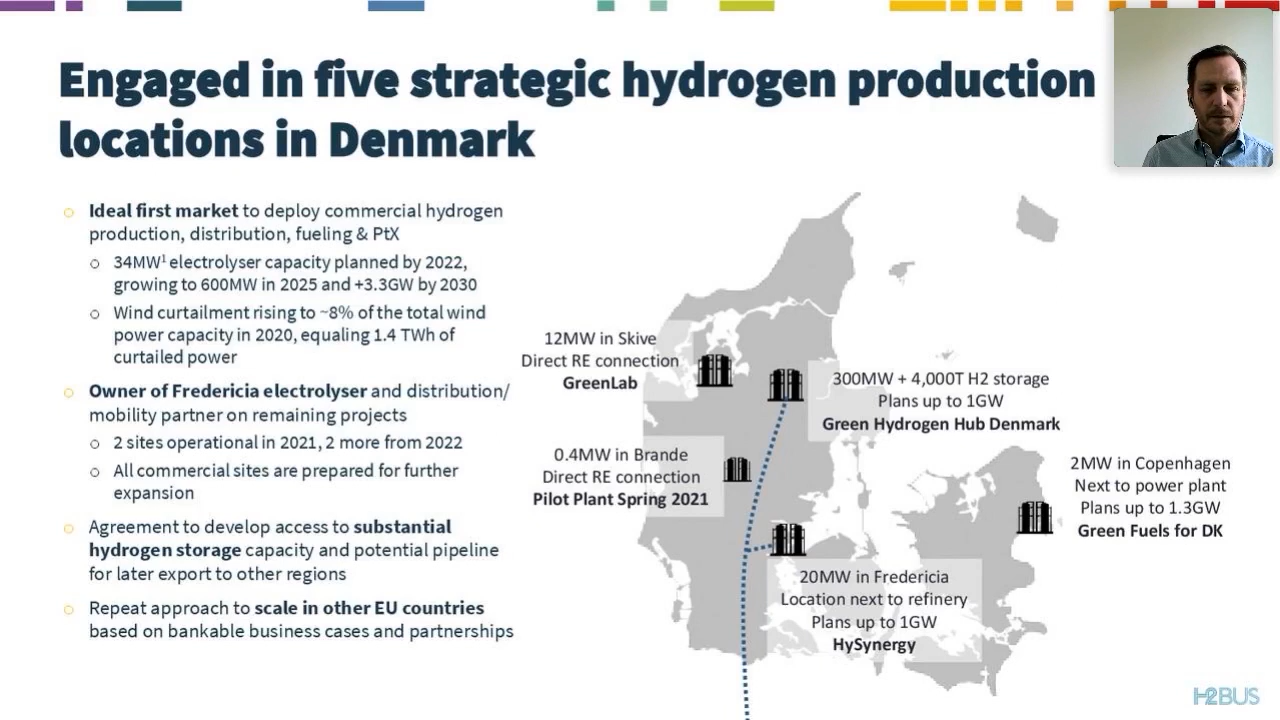 Engaged in five strategic hydrogen production
locations in Denmark
Ideal first market to deploy commercial hydrogen
production, distribution, fueling & PtX
34MW¹ electrolyser capacity planned by 2022,
growing to 600MW in 2025 and +3.3GW by 2030
Wind curtailment rising to ~8% of the total wind
power capacity in 2020, equaling 1.4 TWh of
curtailed power
Owner of Fredericia electrolyser and distribution/
mobility partner on remaining projects
2 sites operational in 2021, 2 more from 2022
All commercial sites are prepared for further
expansion
Agreement to develop access to substantial
hydrogen storage capacity and potential pipeline
for later export to other regions
Repeat approach to scale in other EU countries
based on bankable business cases and partnerships
12MW in Skive
Direct RE connection
GreenLab
300MW + 4,000T H2 storage
Plans up to 1GW
Green Hydrogen Hub Denmark
0.4MW in Brande
Direct RE connection
Pilot Plant Spring 2021
2MW in Copenhagen
Next to power plant
Plans up to 1.3GW
Green Fuels for DK
20MW in Fredericia
Location next to refinery
Plans up to 1GW
HySynergy
H2BUS